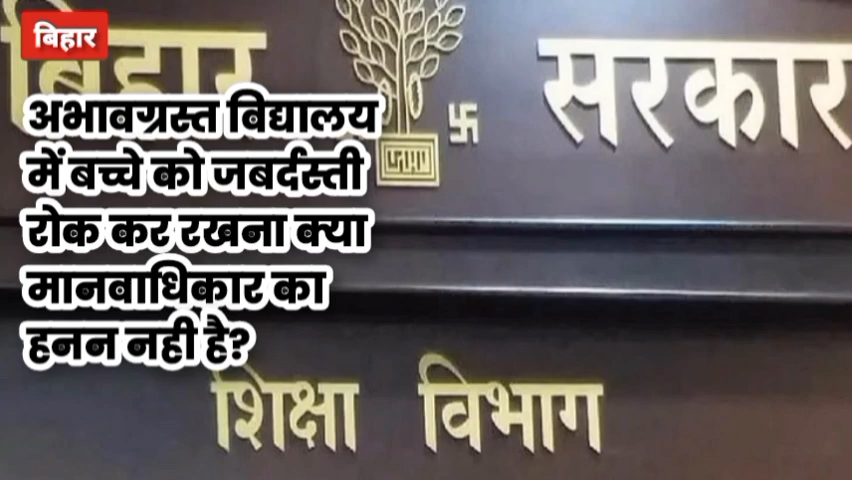 बिहार
बिहार सरकार
अभावग्रस्त विद्यालय
में बच्चे को जबर्दस्ती
रोक कर रखना क्या
मानवाधिकार का
हनन नही है?
शिक्षा विभाग